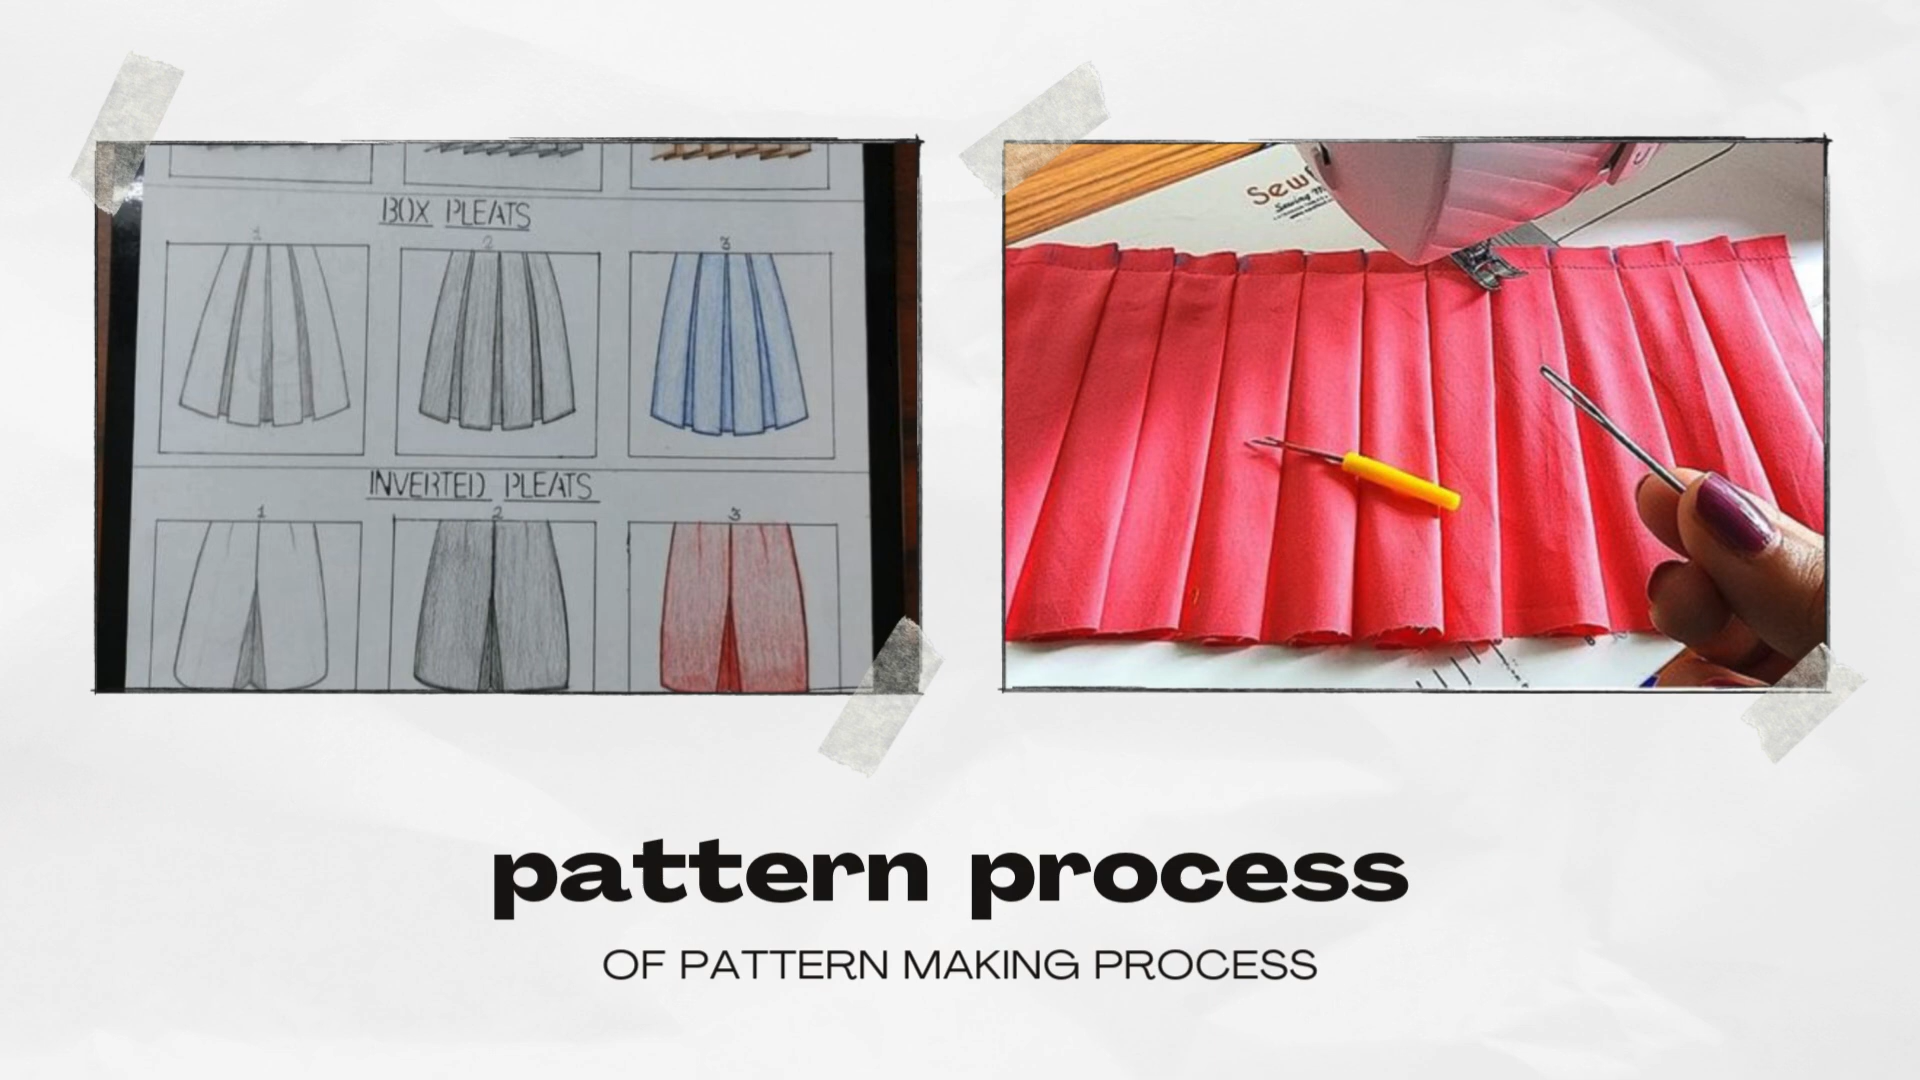 BOX PLEATS
1
2
3
INVERTED PLEATS
1
2
3
pattern process
OF PATTERN MAKING PROCESS